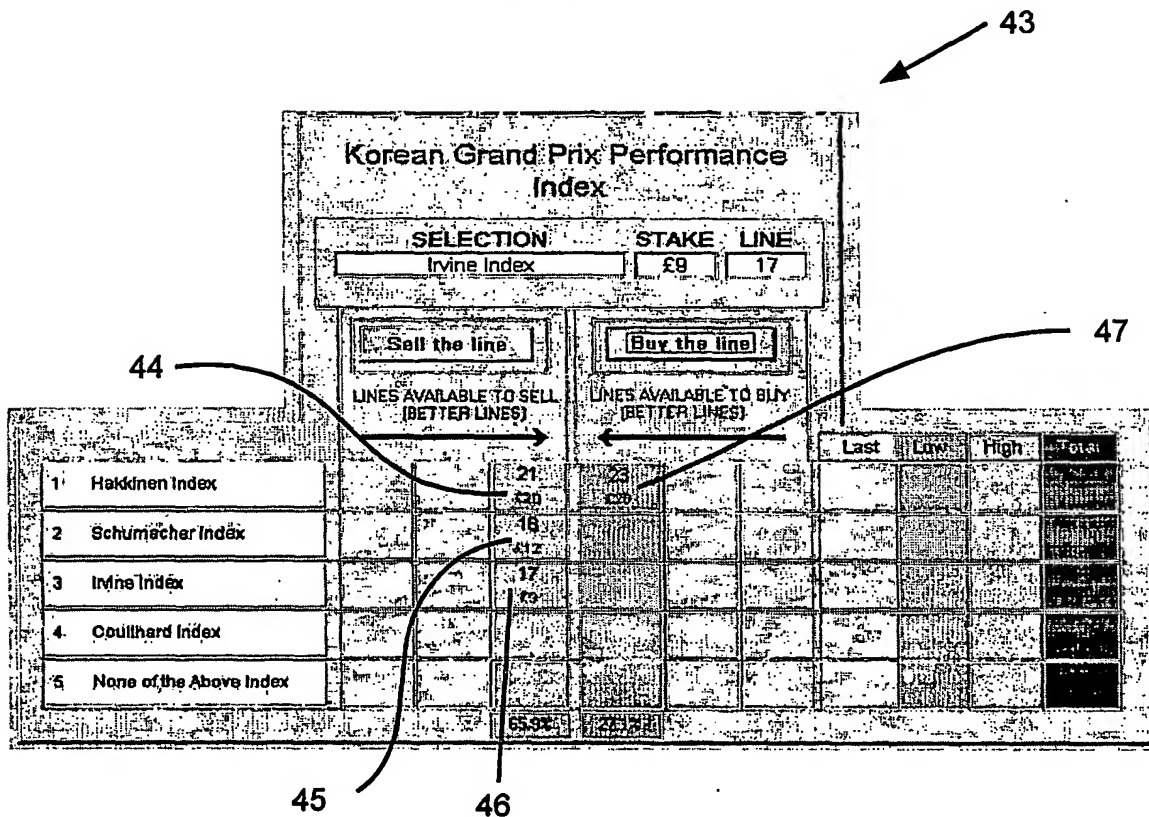 43
Korean Grand Prix Performance
Index
SELECTION STAKE LINE
Irvine Index £9 17
Sell the line Buy the line
47
44
LINES AVAILABLE TO SELL LINES AVAILABLE TO BUY
(BETTER LINES) (BETTER LINES)
Last Low High Total
1 Hakkinen Index 21 23
£20 £20
2 Schumacher Index
£12
3 Irvine Index 17
£9
4 Coulthard Index
5 None of the Above Index
45
46